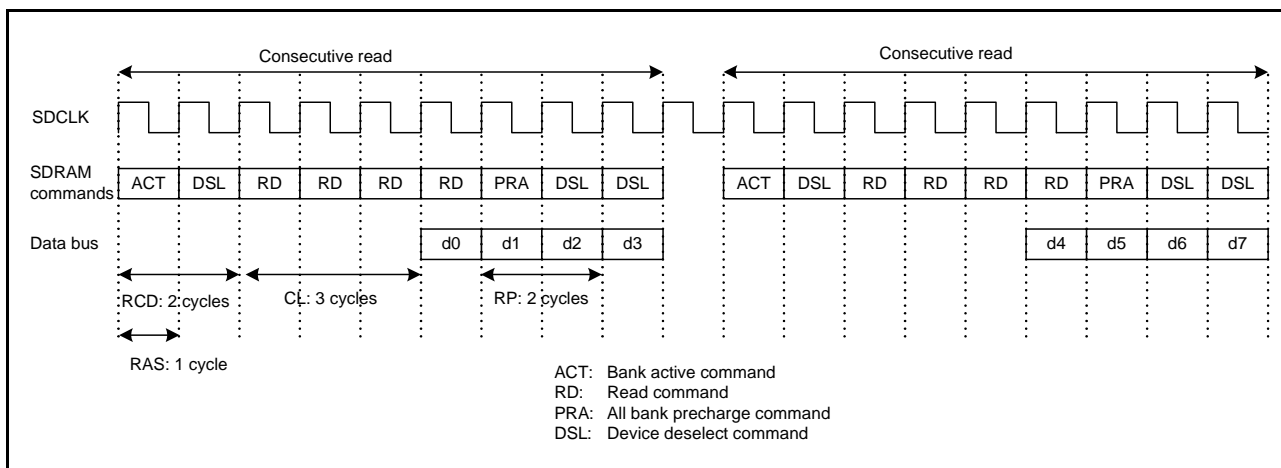 Consecutive read
Consecutive read
SDCLK
SDRAM
commands
ACT DSL RD RD RD RD PRA DSL DSL
ACT DSL RD RD RD RD PRA DSL DSL
Data bus
d0 d1 d2 d3
d4 d5 d6 d7
RCD: 2 cycles
CL: 3 cycles
RP: 2 cycles
RAS: 1 cycle
ACT: Bank active command
RD: Read command
PRA: All bank precharge command
DSL: Device deselect command